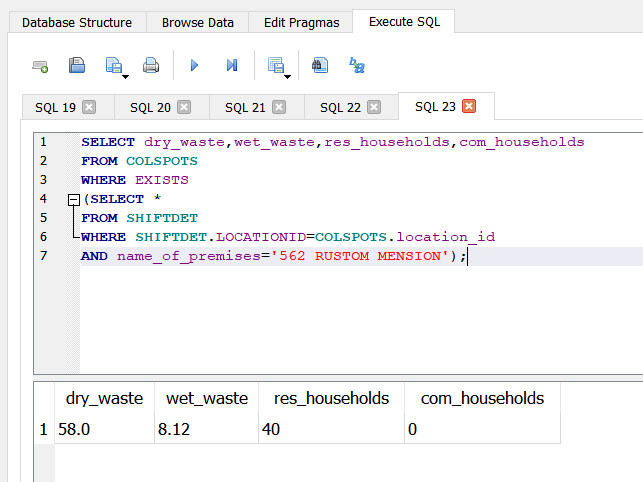 Database Structure Browse Data Edit Pragmas Execute SQL
SQL 19 SQL 20 SQL 21 SQL 22 SQL 23
1 SELECT dry_waste,wet_waste,res_households,com_households
2 FROM COLSPOTS
3 WHERE EXISTS
4 (SELECT *
5 FROM SHIFTDET
6 WHERE SHIFTDET.LOCATIONID=COLSPOTS.location_id
7 AND name_of_premises='562 RUSTOM MENSION');
dry_waste wet_waste res_households com_households
1 58.0 8.12 40 0